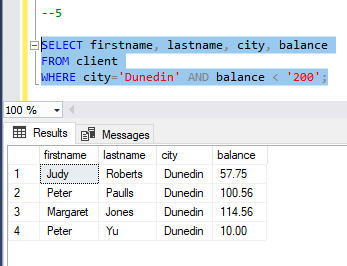 --5
SELECT firstname, lastname, city, balance
FROM client
WHERE city='Dunedin' AND balance < '200';
100 %
Results Messages
firstname lastname city balance
1 Judy Roberts Dunedin 57.75
2 Peter Paulls Dunedin 100.56
3 Margaret Jones Dunedin 114.56
4 Peter Yu Dunedin 10.00